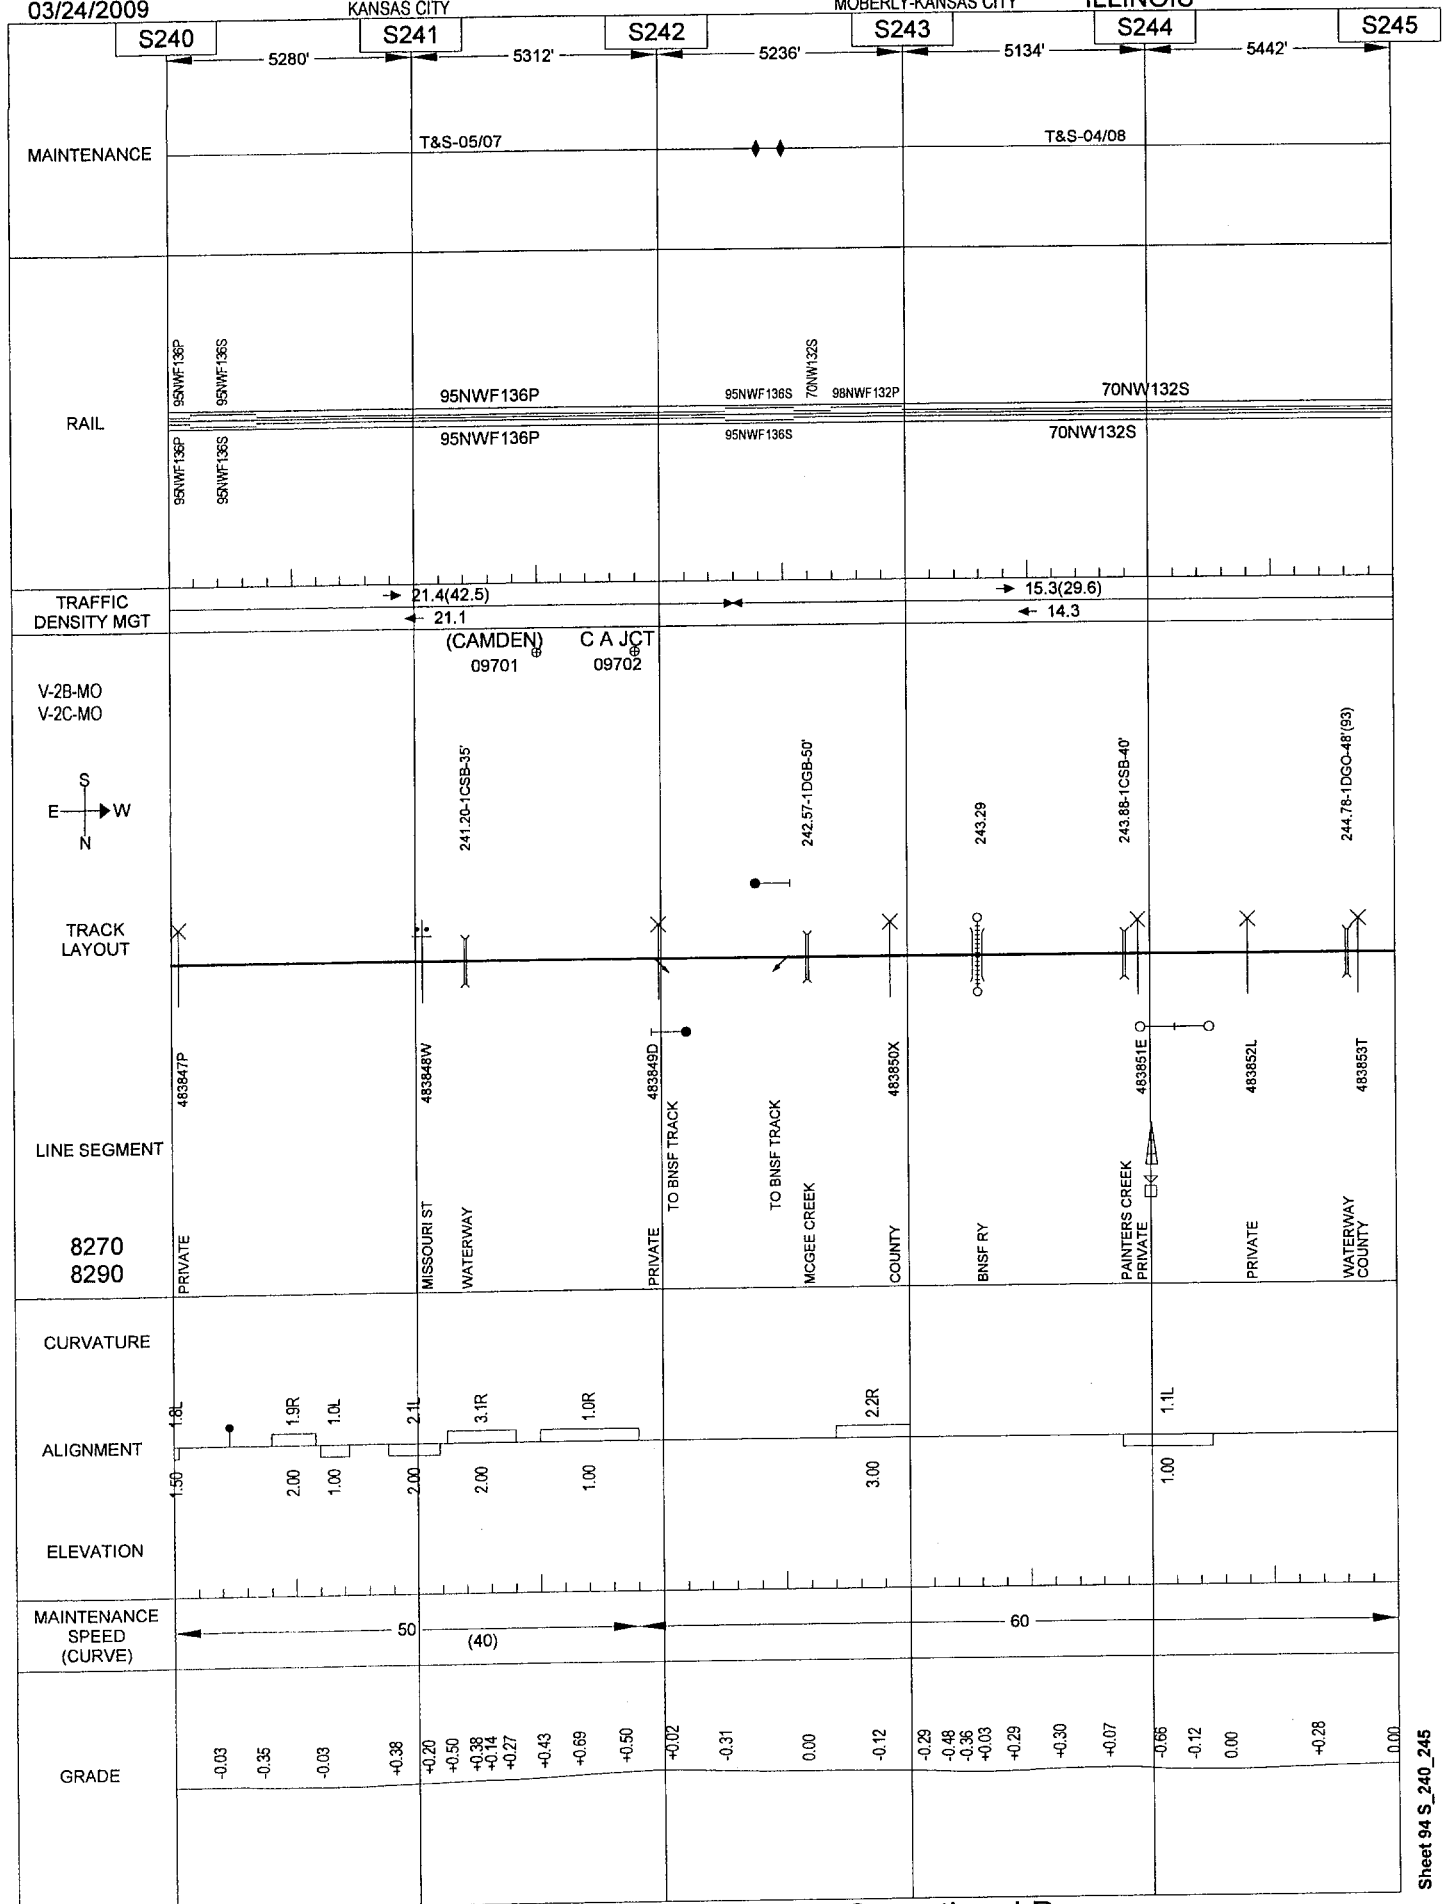 03/24/2009
KANSAS CITY
MOBERLY-KANSAS CITY
ILLINOIS
S240
S241
S242
S243
S244
S245
5280'
5312'
5236'
5134'
5442'
MAINTENANCE
T&S-05/07
T&S-04/08
RAIL
95NWF136P
95NWF136S
95NWF136P
95NWF136S
70NW132S
98NWF132P
70NW132S
95NWF136P
95NWF136S
95NWF136P
95NWF136S
70NW132S
TRAFFIC
DENSITY MGT
21.4(42.5)
21.1
15.3(29.6)
14.3
(CAMDEN)
09701
C A JCT
09702
V-2B-MO
V-2C-MO
S
E
W
N
241.20-1CSB-35'
242.57-1DGB-50'
243.29
243.88-1CSB-40'
244.78-1DGO-48'(93)
TRACK
LAYOUT
483847P
483848W
483849D
483850X
483851E
483852L
483853T
LINE SEGMENT
8270
8290
PRIVATE
MISSOURI ST
WATERWAY
PRIVATE
TO BNSF TRACK
TO BNSF TRACK
MCGEE CREEK
COUNTY
BNSF RY
PAINTERS CREEK
PRIVATE
PRIVATE
WATERWAY
COUNTY
CURVATURE
1.8L
1.9R
1.0L
2.1L
3.1R
1.0R
2.2R
1.1L
ALIGNMENT
1.50
2.00
1.00
2.00
2.00
1.00
3.00
1.00
ELEVATION
MAINTENANCE
SPEED
(CURVE)
50
(40)
60
GRADE
-0.03
-0.35
-0.03
+0.38
+0.20
+0.50
+0.38
+0.14
+0.27
+0.43
+0.69
+0.50
+0.02
-0.31
0.00
-0.12
-0.29
-0.48
-0.36
+0.03
+0.29
+0.30
+0.07
-0.66
-0.12
0.00
+0.28
0.00
Sheet 94 S_240_245